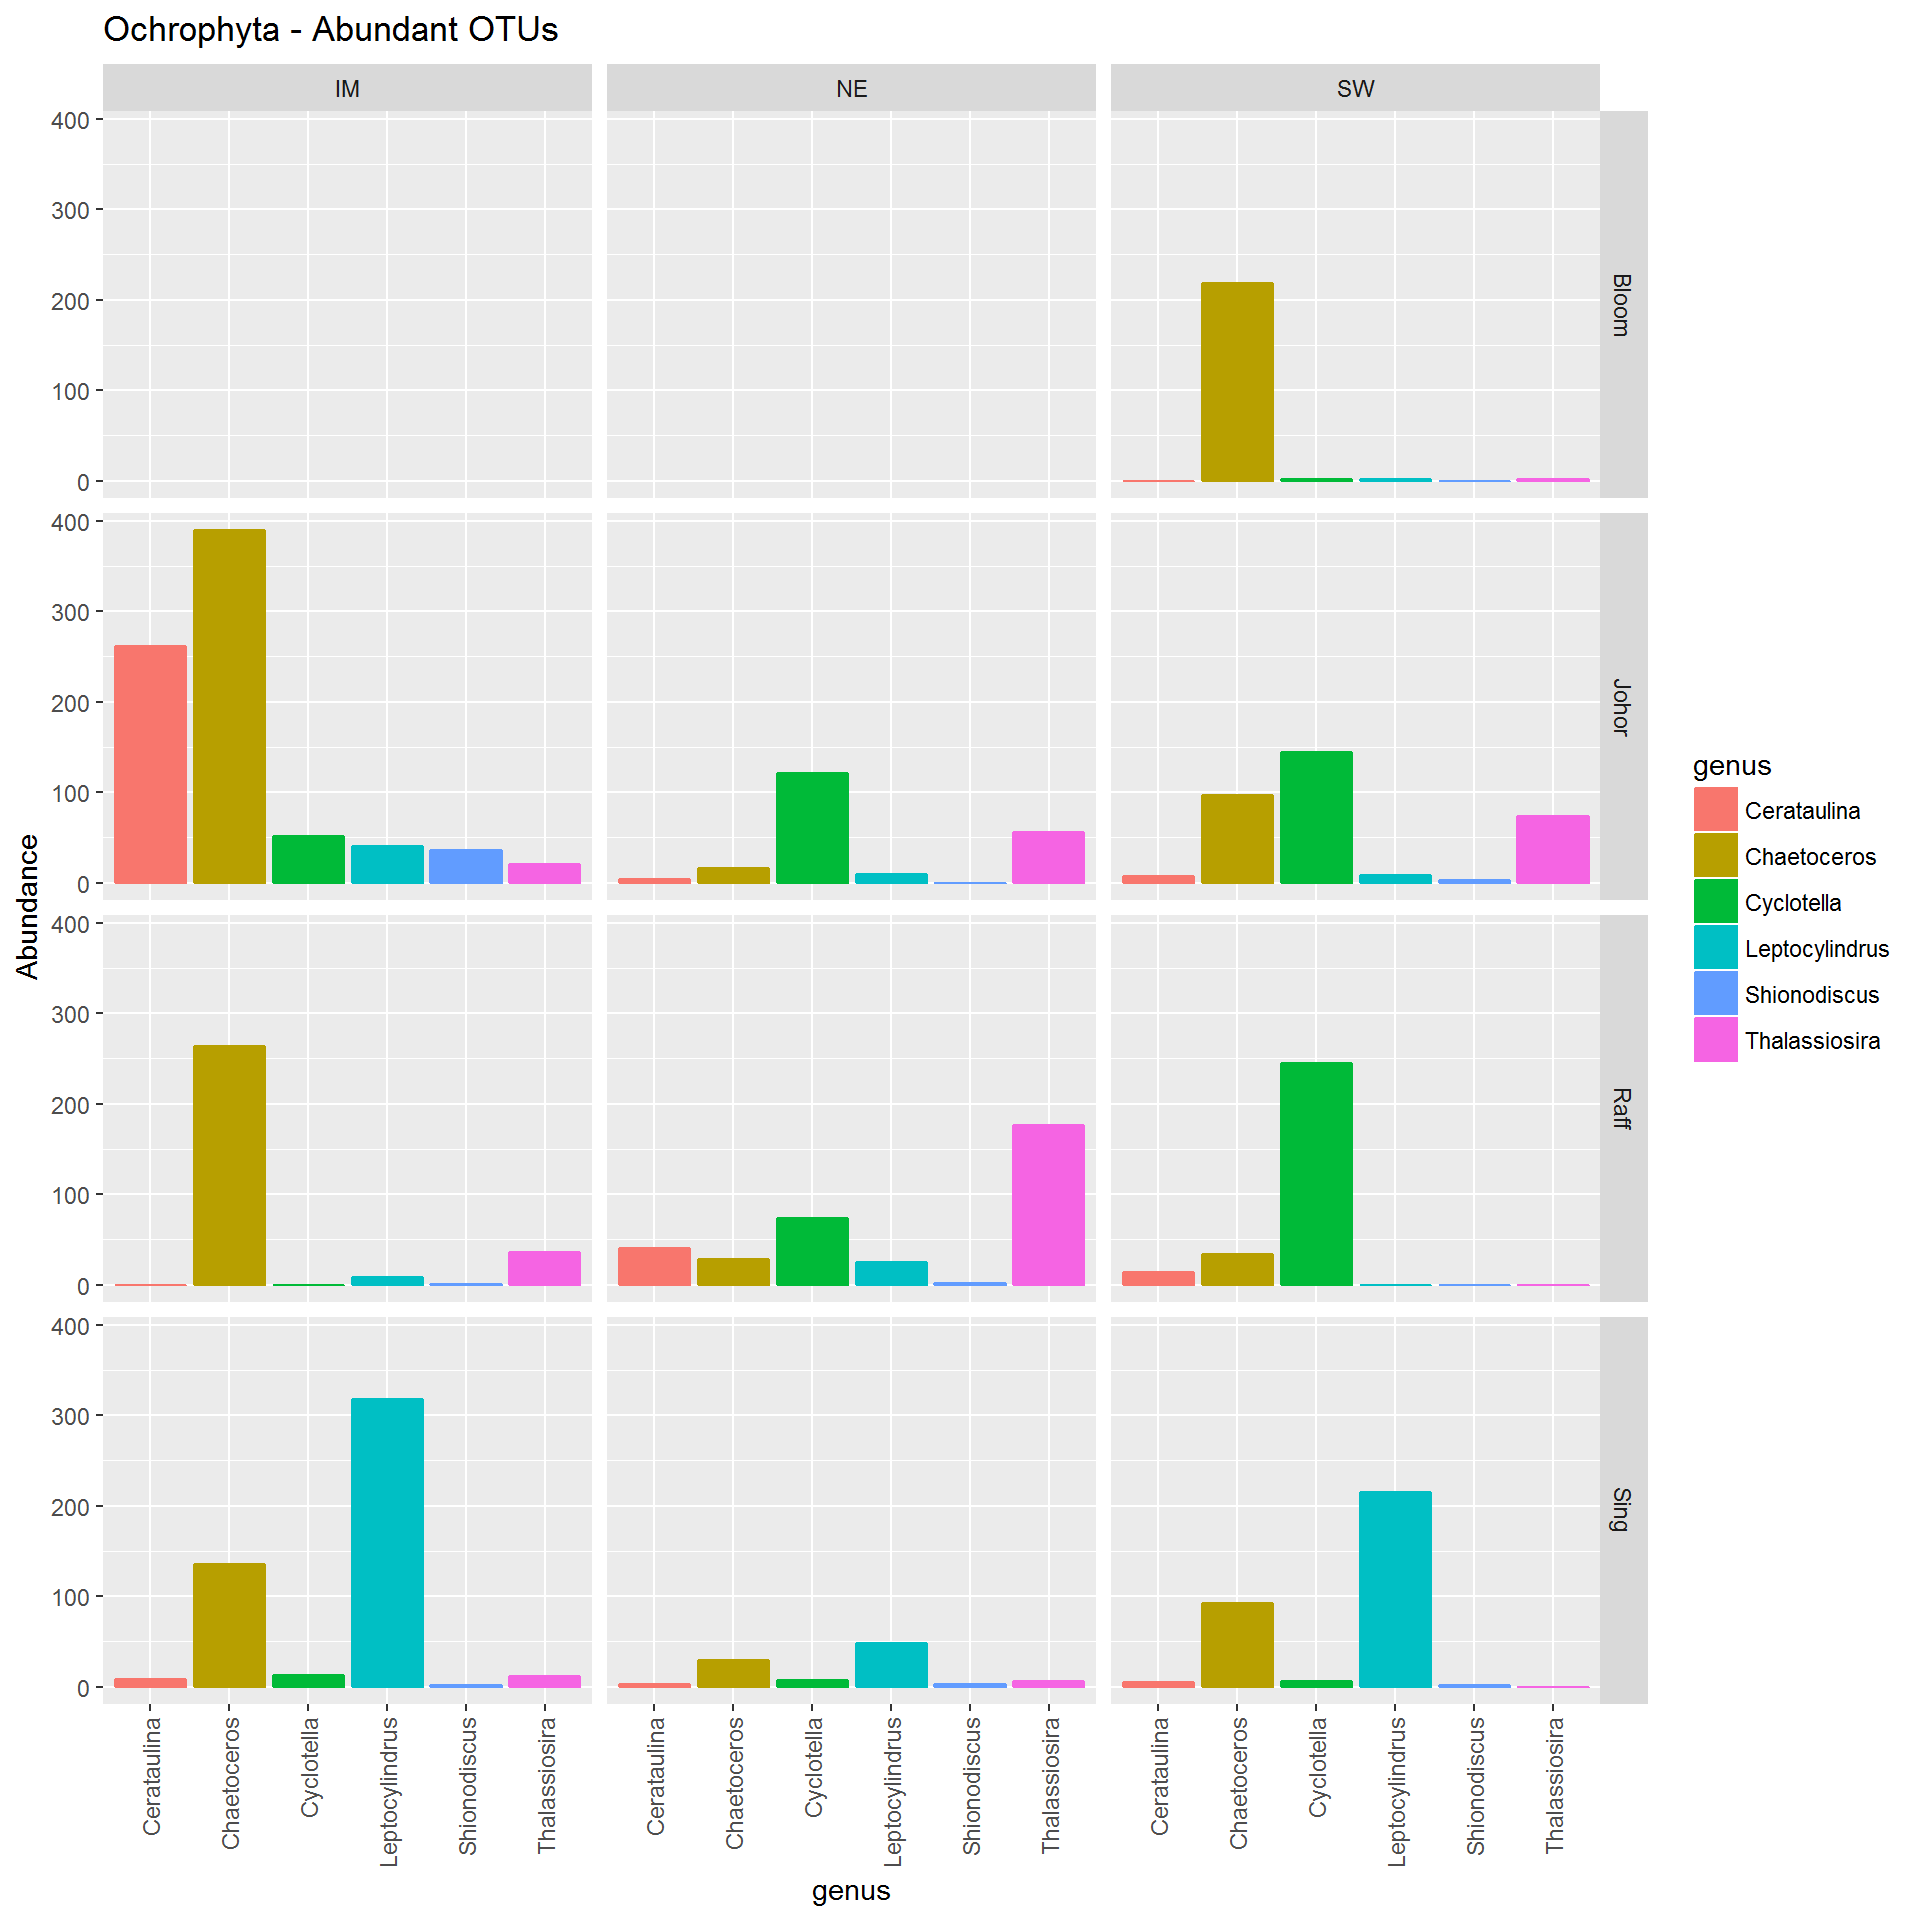 Ochrophyta - Abundant OTUs
IM
NE
SW
400
300
200
100
0
Bloom
400
300
200
100
0
Johor
400
300
200
100
0
Raff
400
300
200
100
0
Sing
Abundance
Cerataulina
Chaetoceros
Cyclotella
Leptocylindrus
Shionodiscus
Thalassiosira
Cerataulina
Chaetoceros
Cyclotella
Leptocylindrus
Shionodiscus
Thalassiosira
Cerataulina
Chaetoceros
Cyclotella
Leptocylindrus
Shionodiscus
Thalassiosira
genus
genus
Cerataulina
Chaetoceros
Cyclotella
Leptocylindrus
Shionodiscus
Thalassiosira